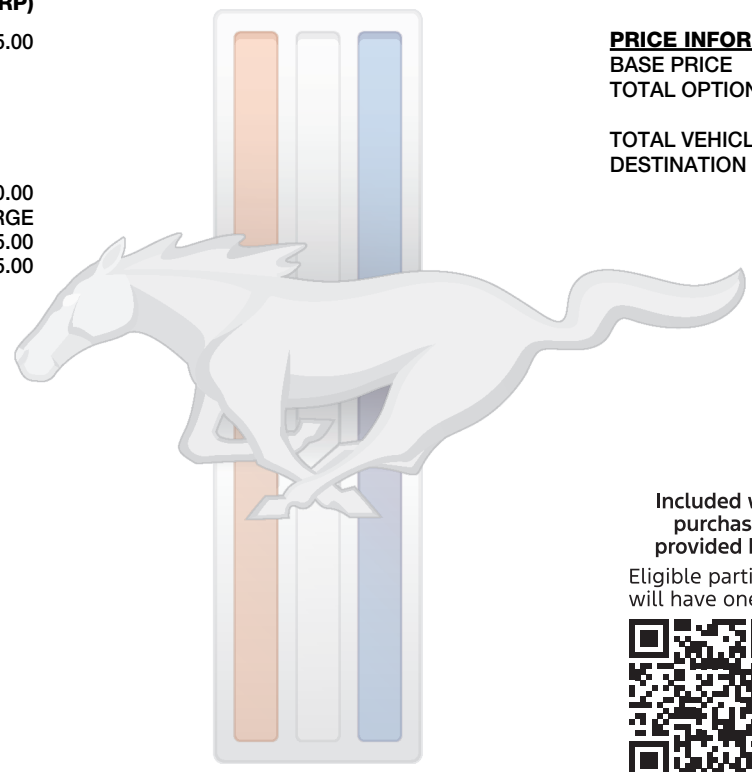 RP)
5.00
0.00
RGE
5.00
5.00
PRICE INFOR
BASE PRICE
TOTAL OPTION
TOTAL VEHICL
DESTINATION
Included w
purchas
provided b
Eligible parti
will have one